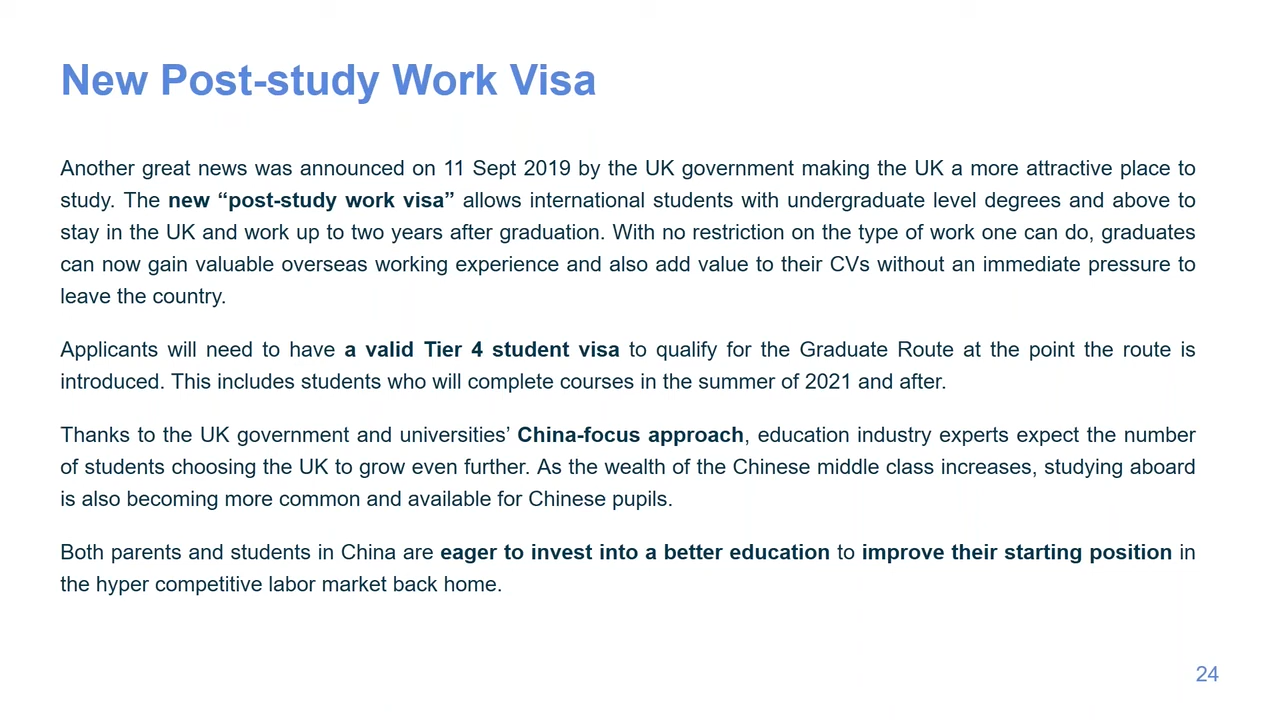 New Post-study Work Visa
Another great news was announced on 11 Sept 2019 by the UK government making the UK a more attractive place to
study. The new “post-study work visa” allows international students with undergraduate level degrees and above to
stay in the UK and work up to two years after graduation. With no restriction on the type of work one can do, graduates
can now gain valuable overseas working experience and also add value to their CVs without an immediate pressure to
leave the country.
Applicants will need to have a valid Tier 4 student visa to qualify for the Graduate Route at the point the route is
introduced. This includes students who will complete courses in the summer of 2021 and after.
Thanks to the UK government and universities’ China-focus approach, education industry experts expect the number
of students choosing the UK to grow even further. As the wealth of the Chinese middle class increases, studying aboard
is also becoming more common and available for Chinese pupils.
Both parents and students in China are eager to invest into a better education to improve their starting position in
the hyper competitive labor market back home.
24